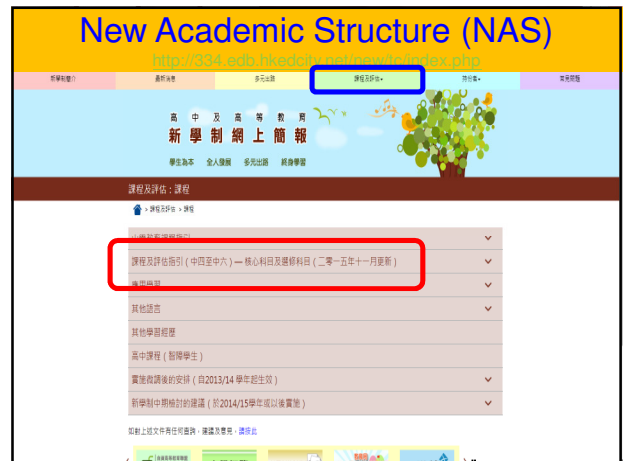 New Academic Structure (NAS)
http://334.edb.hkedcity.net/new/tc/index.php
新學制簡介 最新消息 多元出路 課程及評估 持份者 常見問題
高中及高等教育
新學制網上簡報
學生為本 全人發展 多元出路 終身學習
課程及評估：課程
> 課程及評估 > 課程
課程及評估指引（中四至中六）— 核心科目及選修科目（二零一五年十一月更新）
應用學習
其他語言
其他學習經歷
高中課程（智障學生）
實施微調後的安排（自2013/14 學年起生效）
新學制中期檢討的建議（於2014/15學年或以後實施）
如對上述文件有任何查詢、建議及意見，請按此